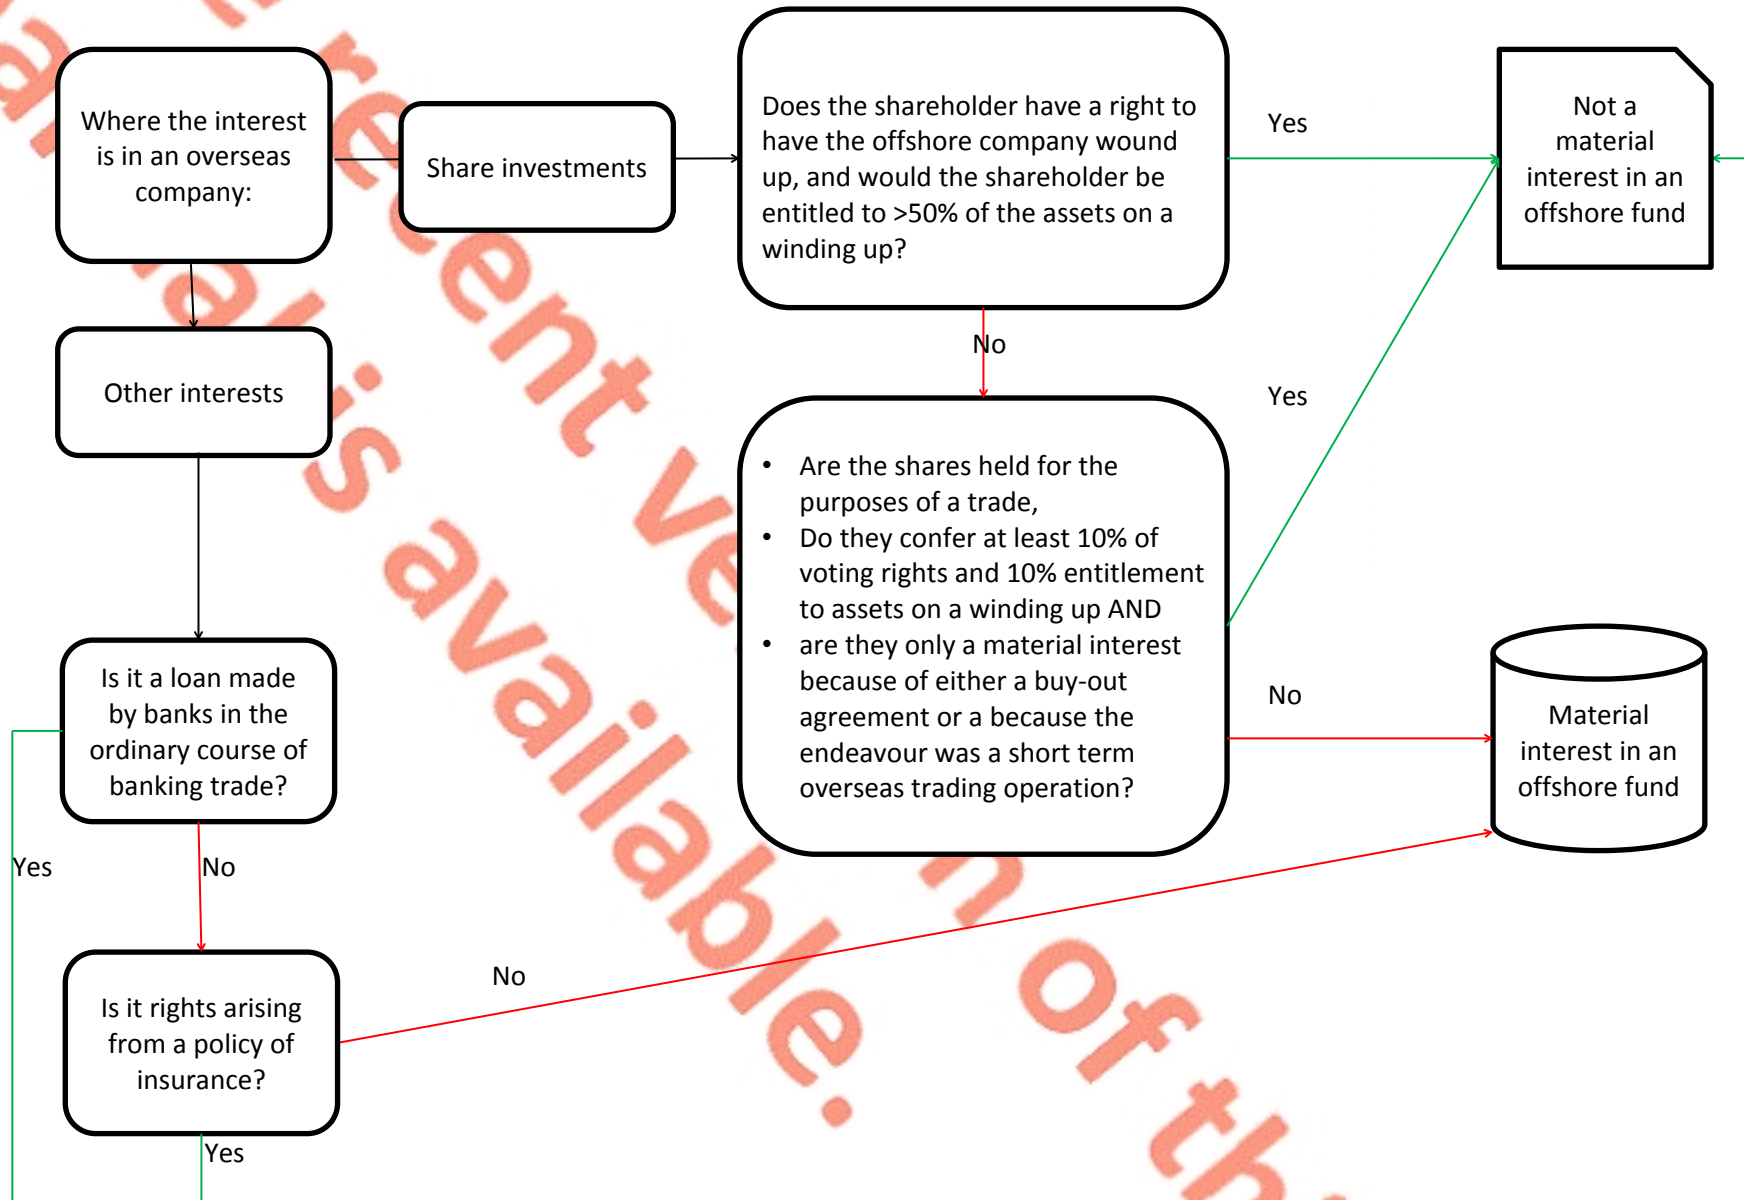 Where the interest
is in an overseas
company:
Share investments
Does the shareholder have a right to
have the offshore company wound
up, and would the shareholder be
entitled to >50% of the assets on a
winding up?
Yes
Not a
material
interest in an
offshore fund
No
Other interests
Yes
• Are the shares held for the
purposes of a trade,
• Do they confer at least 10% of
voting rights and 10% entitlement
to assets on a winding up AND
• are they only a material interest
because of either a buy-out
agreement or a because the
endeavour was a short term
overseas trading operation?
Is it a loan made
by banks in the
ordinary course of
banking trade?
No
Material
interest in an
offshore fund
Yes
No
Is it rights arising
from a policy of
insurance?
No
Yes
recent of
is available.